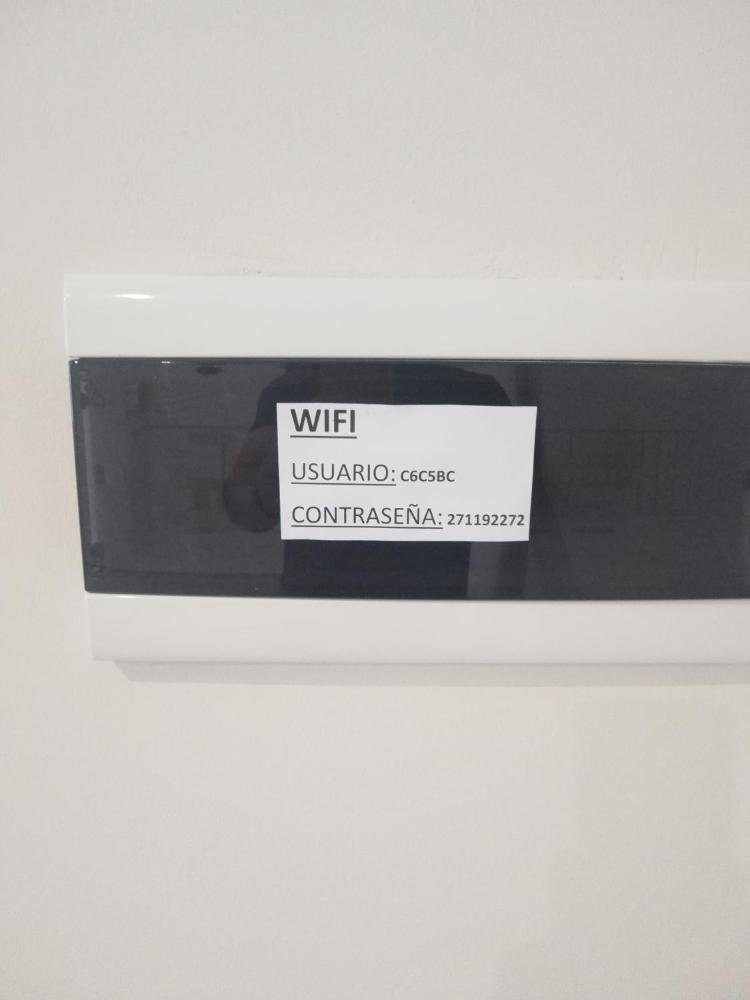 WIFI
USUARIO: C6C5BC
CONTRASEÑA: 271192272